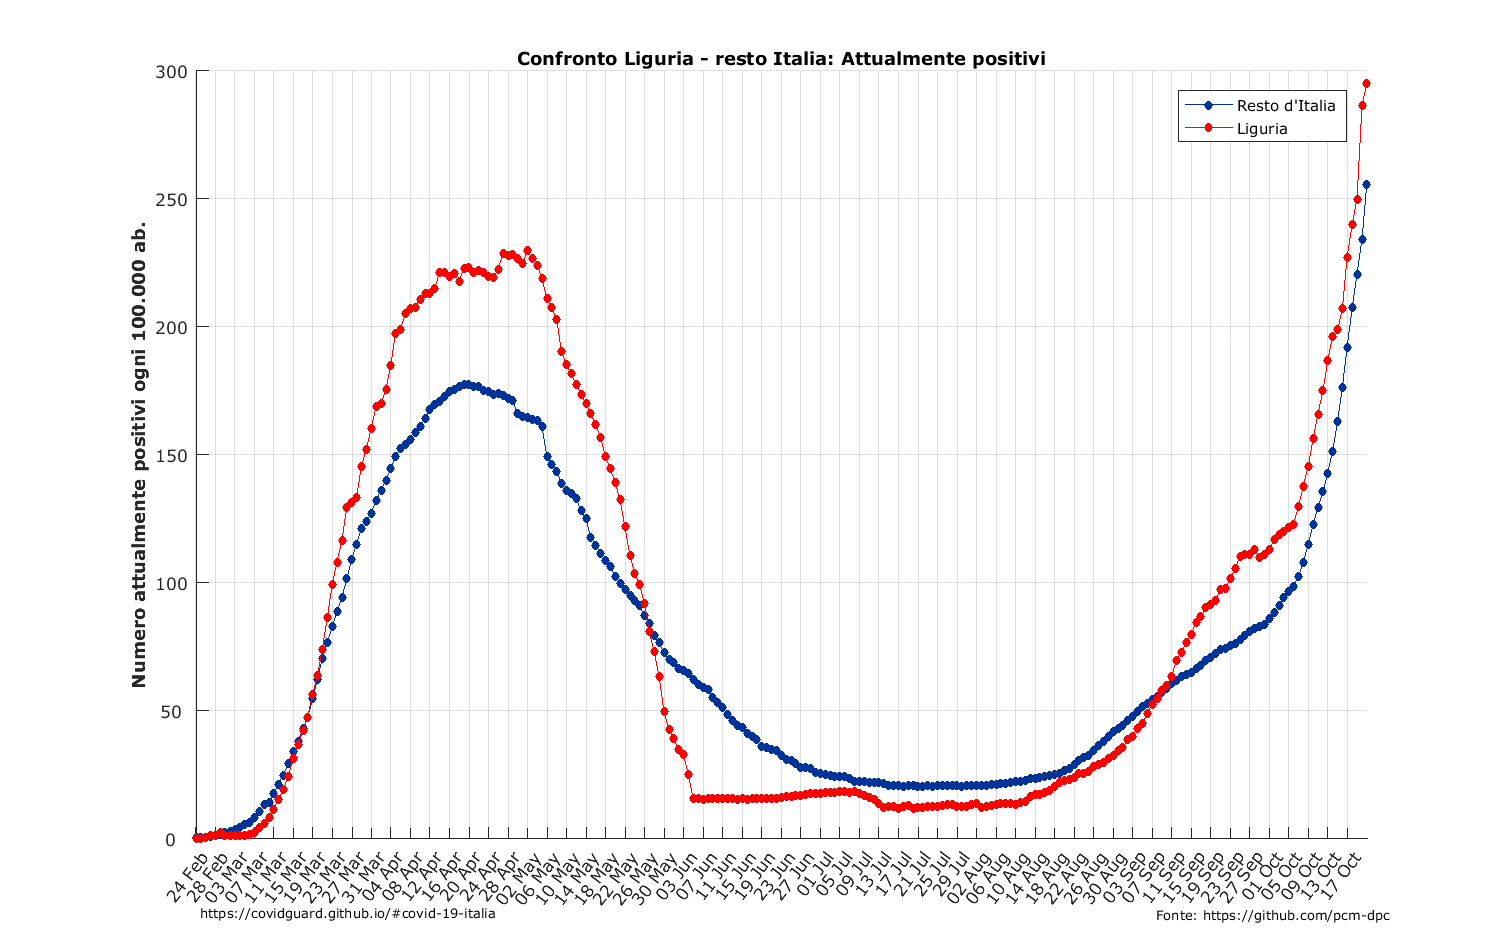 Confronto Liguria - resto Italia: Attualmente positivi
Numero attualmente positivi ogni 100.000 ab.
300
250
200
150
100
50
0
Resto d'Italia
Liguria
24 Feb
28 Feb
03 Mar
07 Mar
11 Mar
15 Mar
19 Mar
23 Mar
27 Mar
31 Mar
04 Apr
08 Apr
12 Apr
16 Apr
20 Apr
24 Apr
28 Apr
02 May
06 May
10 May
14 May
18 May
22 May
26 May
30 May
03 Jun
07 Jun
11 Jun
15 Jun
19 Jun
23 Jun
27 Jun
01 Jul
05 Jul
09 Jul
13 Jul
17 Jul
21 Jul
25 Jul
29 Jul
02 Aug
06 Aug
10 Aug
14 Aug
18 Aug
22 Aug
26 Aug
30 Aug
03 Sep
07 Sep
11 Sep
15 Sep
19 Sep
23 Sep
27 Sep
01 Oct
05 Oct
09 Oct
13 Oct
17 Oct
https://covidguard.github.io/#covid-19-italia
Fonte: https://github.com/pcm-dpc